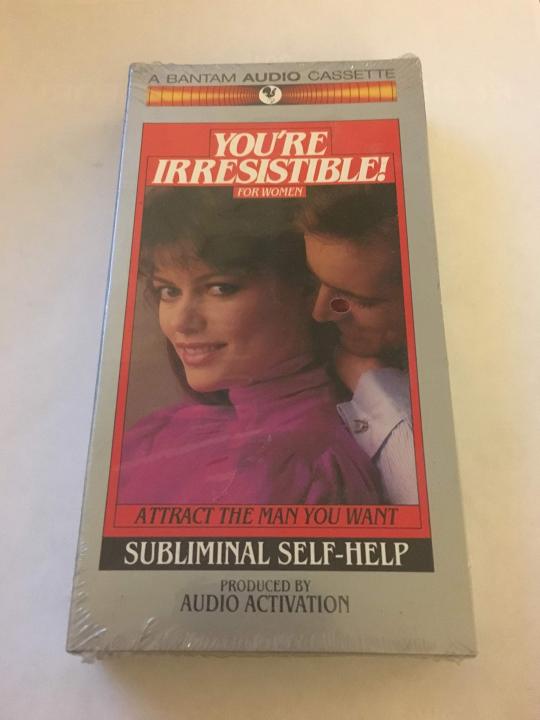 A BANTAM AUDIO CASSETTE
YOU'RE
IRRESISTIBLE!
FOR WOMEN
ATTRACT THE MAN YOU WANT
SUBLIMINAL SELF-HELP
PRODUCED BY
AUDIO ACTIVATION